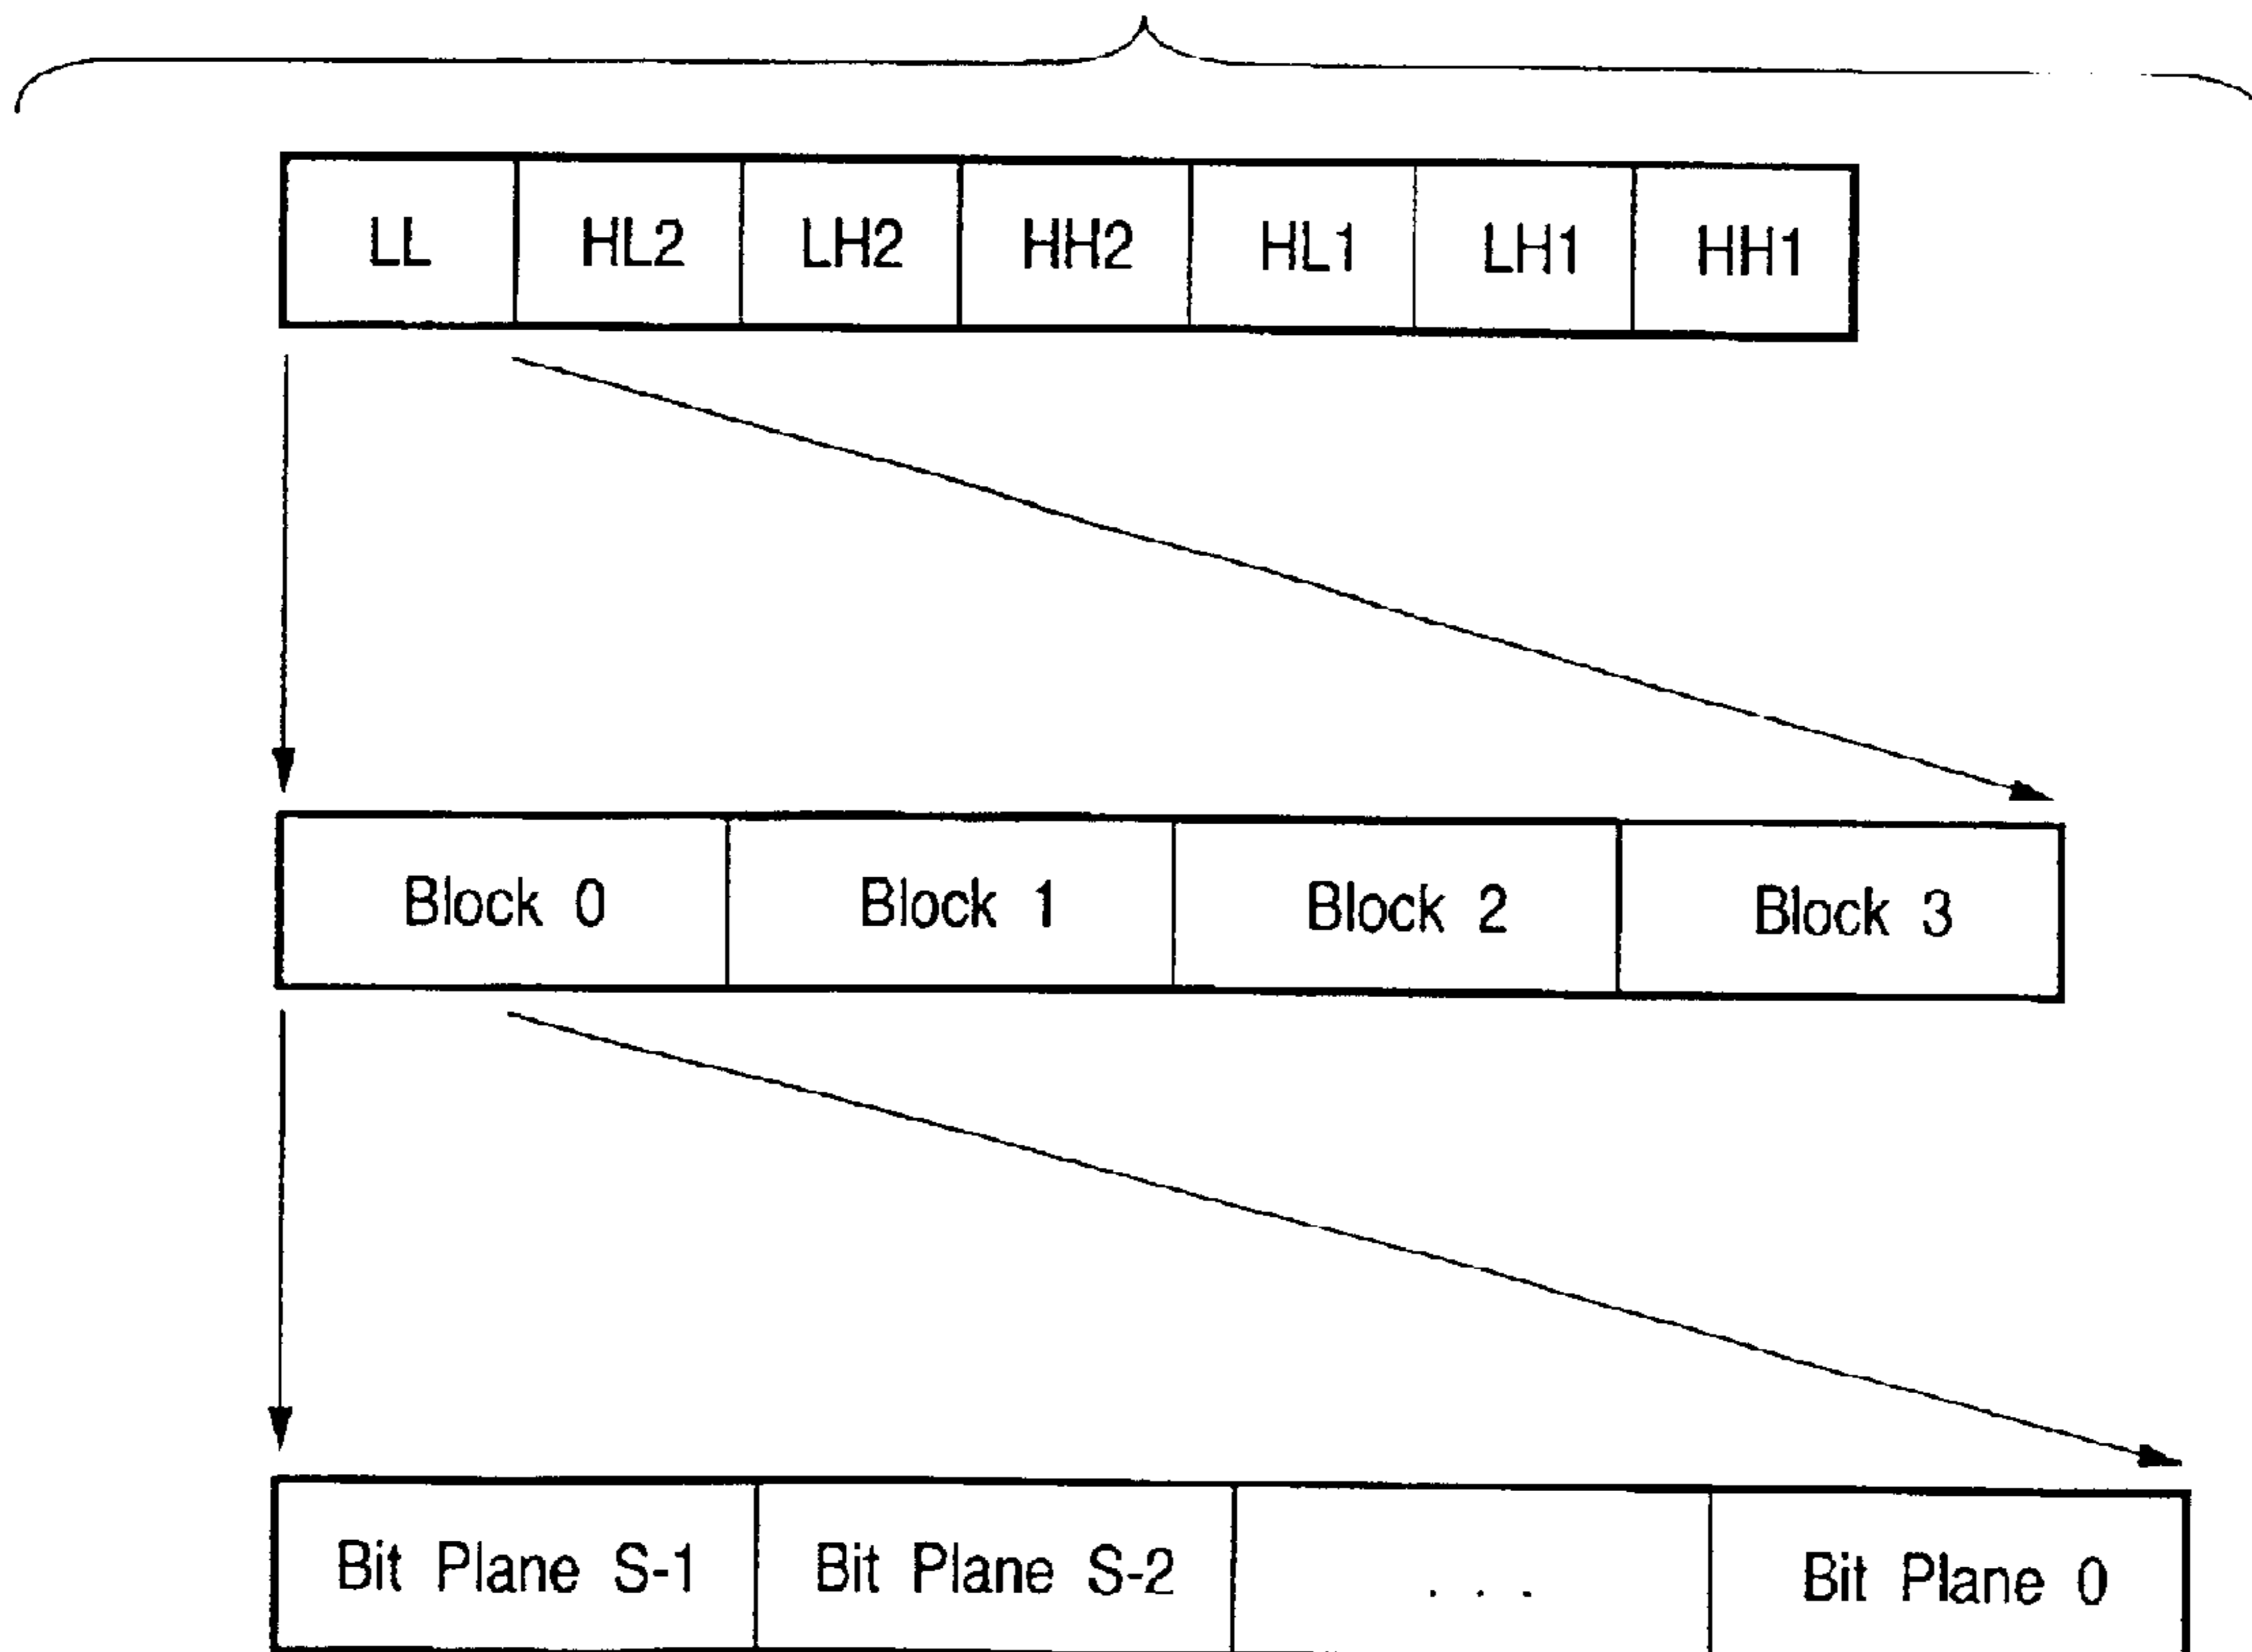 LL HL2 LH2 HH2 HL1 LH1 HH1
Block 0 Block 1 Block 2 Block 3
Bit Plane S-1 Bit Plane S-2 . . . Bit Plane 0